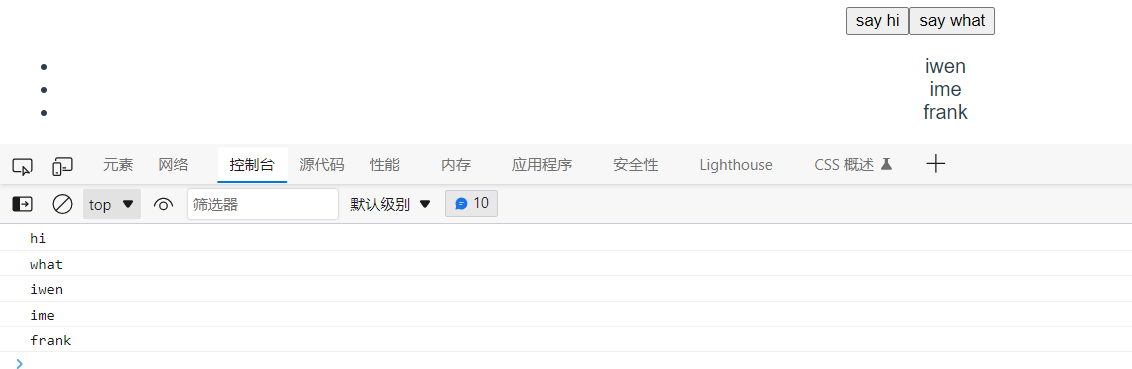 say hi say what
iwen
ime
frank
元素 网络 控制台 源代码 性能 内存 应用程序 安全性 Lighthouse CSS 概述
top 筛选器 默认级别 10
hi
what
iwen
ime
frank